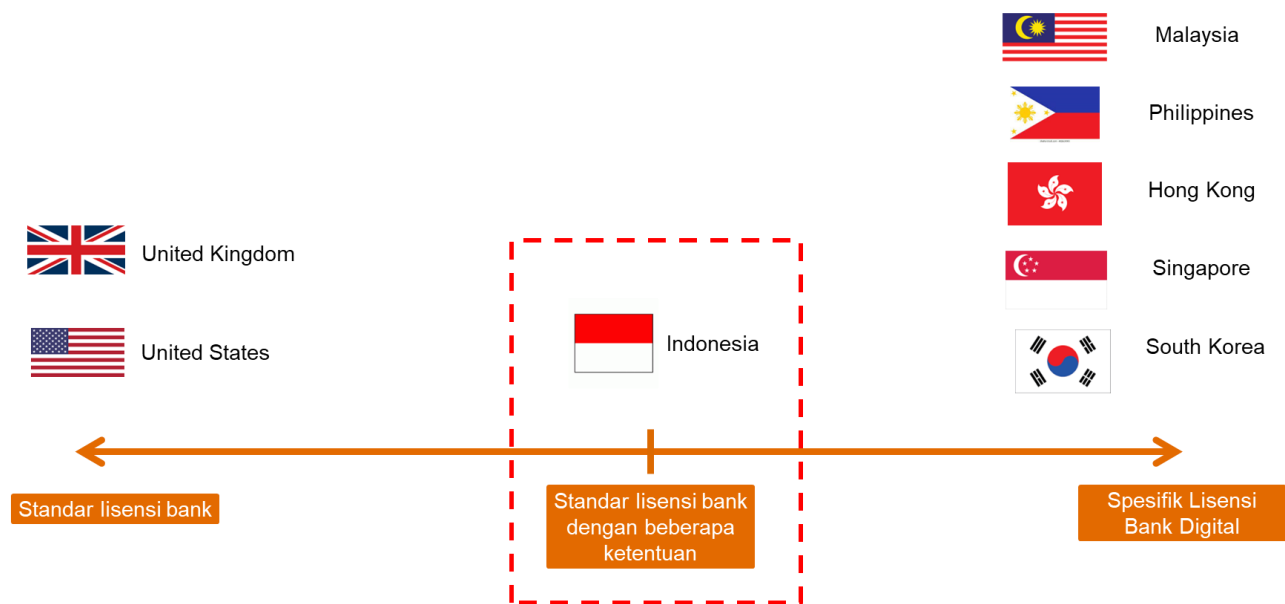 Malaysia
Philippines
Hong Kong
Singapore
South Korea
United Kingdom
United States
Indonesia
Standar lisensi bank
Standar lisensi bank
dengan beberapa
ketentuan
Spesifik Lisensi
Bank Digital